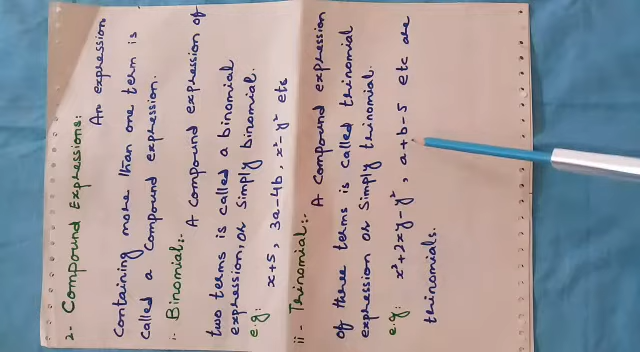 2- Compound Expressions:
An expression
Containing more than one term is
called a Compound expression.
i- Binomial:-
A compound expression of
two terms is called a binomial
expression, or Simply binomial.
e.g: x+5, 3a-4b, x²-y² etc
ii- Trinomial:-
A Compound expression
of three terms is called trinomial
expression or Simply trinomial.
e.g: x²+2xy-y², a+b-5 etc are
trinomials.